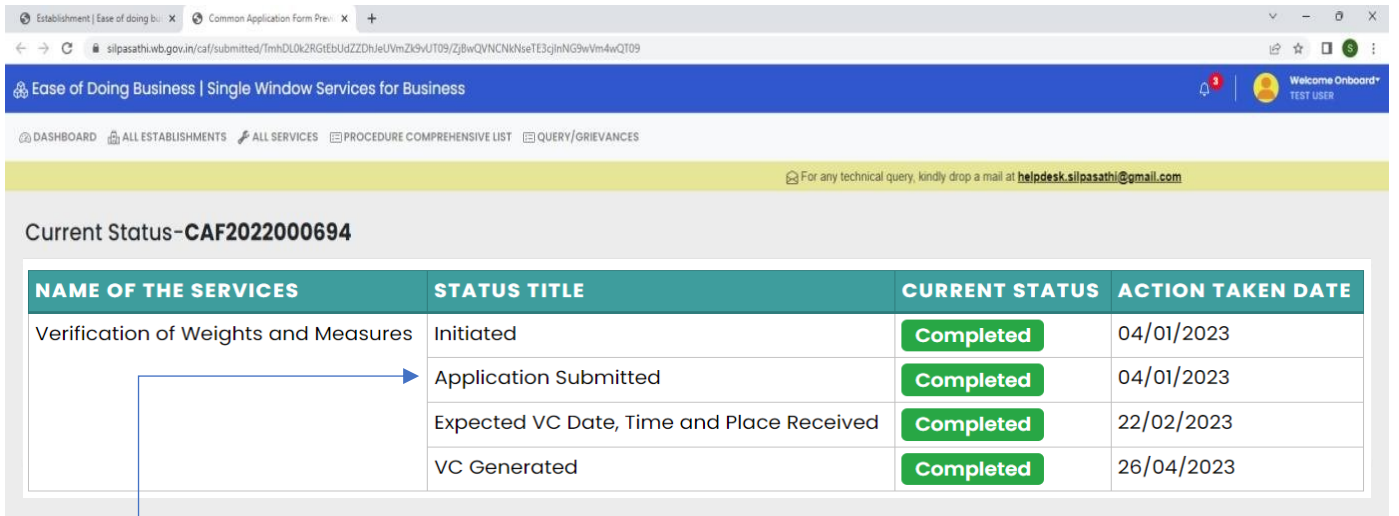 Establishment | Ease of doing bu X Common Application Form Prev X +
silpasathi.wb.gov.in/caf/submitted/
Ease of Doing Business | Single Window Services for Business 3 Welcome Onboard
TEST USER
DASHBOARD ALL ESTABLISHMENTS ALL SERVICES PROCEDURE COMPREHENSIVE LIST QUERY/GRIEVANCES
For any technical query, kindly drop a mail at helpdesk.silpasathi@gmail.com
Current Status-CAF2022000694
NAME OF THE SERVICES STATUS TITLE CURRENT STATUS ACTION TAKEN DATE
Verification of Weights and Measures Initiated Completed 04/01/2023
Application Submitted Completed 04/01/2023
Expected VC Date, Time and Place Received Completed 22/02/2023
VC Generated Completed 26/04/2023